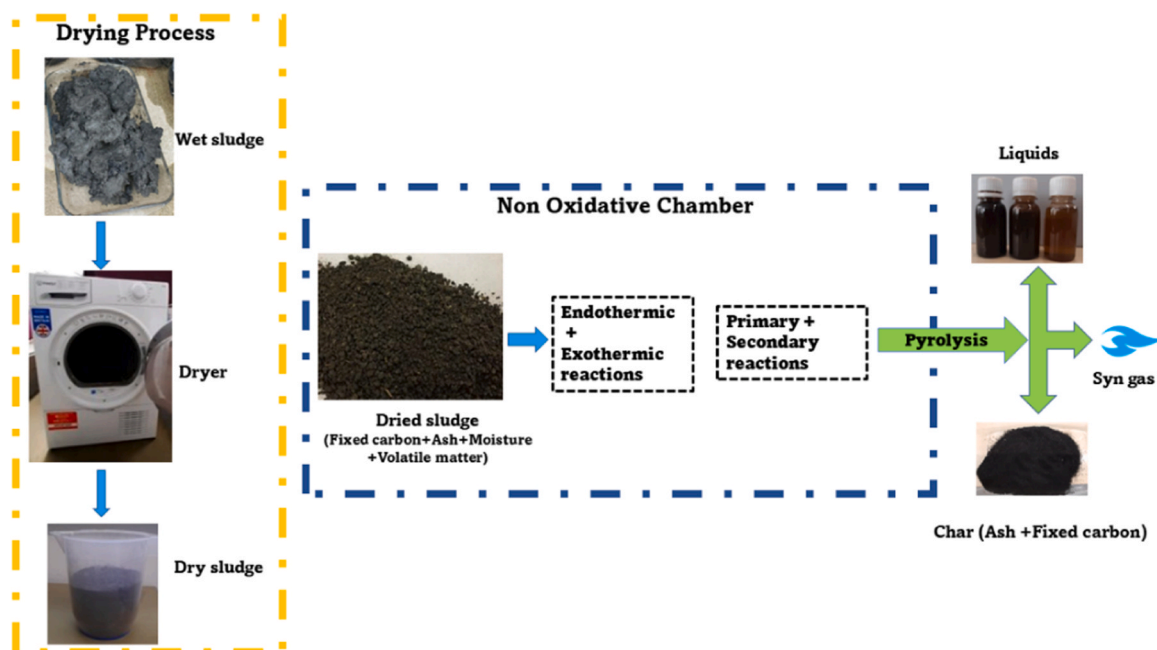 Drying Process
Wet sludge
Dryer
Dry sludge
Non Oxidative Chamber
Dried sludge
(Fixed carbon+Ash+Moisture
+Volatile matter)
Endothermic
+
Exothermic
reactions
Primary +
Secondary
reactions
Pyrolysis
Liquids
Syn gas
Char (Ash +Fixed carbon)